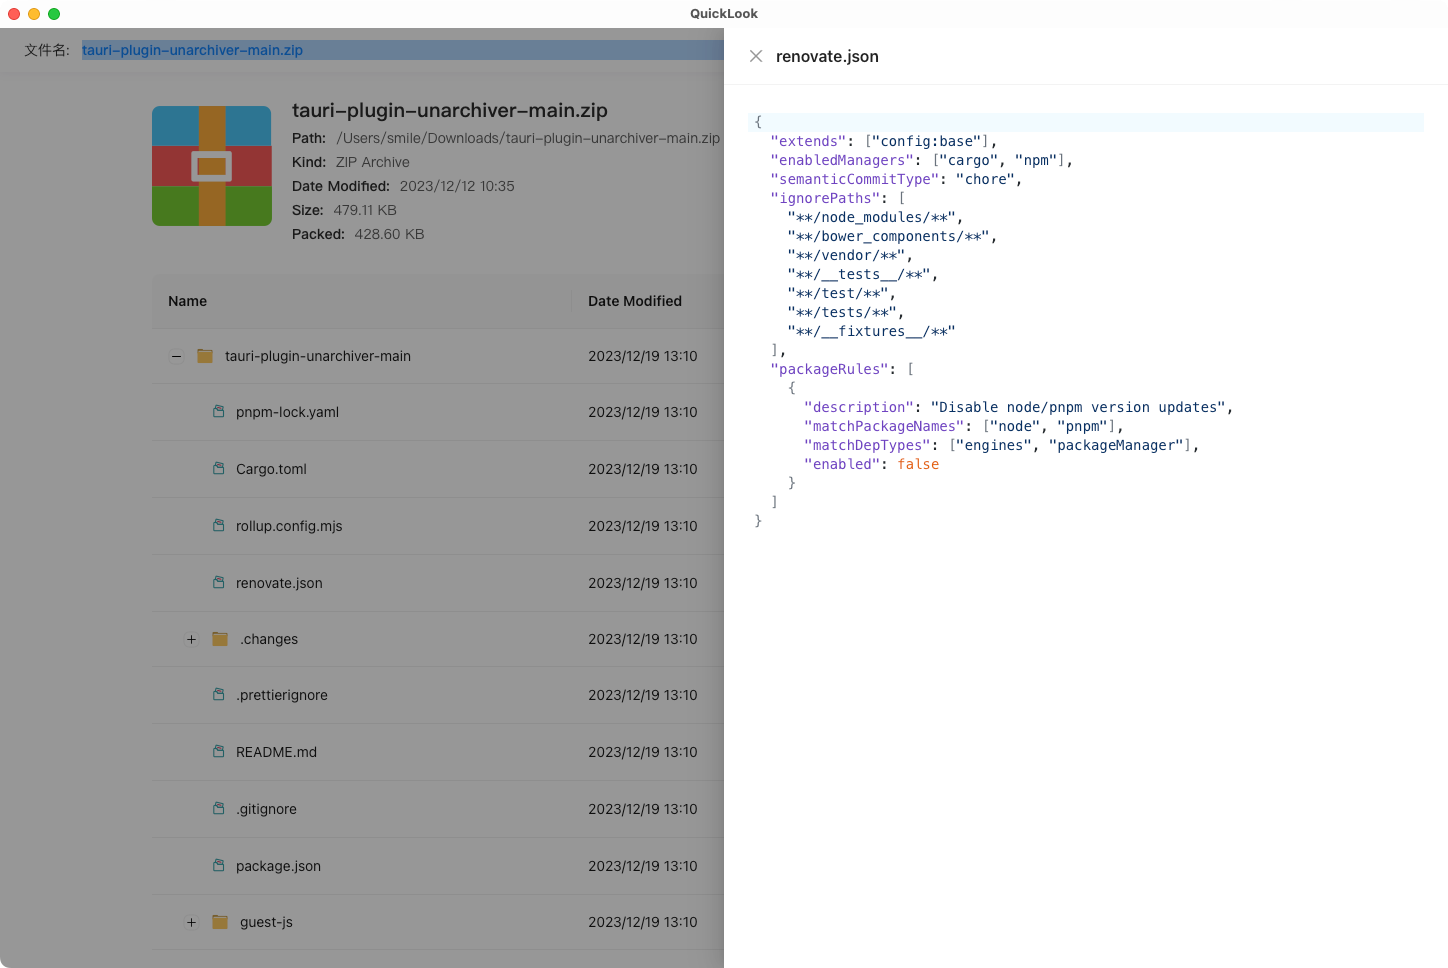 QuickLook
文件名: tauri-plugin-unarchiver-main.zip
tauri-plugin-unarchiver-main.zip
Path: /Users/smile/Downloads/tauri-plugin-unarchiver-main.zip
Kind: ZIP Archive
Date Modified: 2023/12/12 10:35
Size: 479.11 KB
Packed: 428.60 KB
Name Date Modified
tauri-plugin-unarchiver-main 2023/12/19 13:10
pnpm-lock.yaml 2023/12/19 13:10
Cargo.toml 2023/12/19 13:10
rollup.config.mjs 2023/12/19 13:10
renovate.json 2023/12/19 13:10
.changes 2023/12/19 13:10
.prettierignore 2023/12/19 13:10
README.md 2023/12/19 13:10
.gitignore 2023/12/19 13:10
package.json 2023/12/19 13:10
guest-js 2023/12/19 13:10
renovate.json
{
  "extends": ["config:base"],
  "enabledManagers": ["cargo", "npm"],
  "semanticCommitType": "chore",
  "ignorePaths": [
    "**/node_modules/**",
    "**/bower_components/**",
    "**/vendor/**",
    "**/__tests__/**",
    "**/test/**",
    "**/tests/**",
    "**/__fixtures__/**"
  ],
  "packageRules": [
    {
      "description": "Disable node/pnpm version updates",
      "matchPackageNames": ["node", "pnpm"],
      "matchDepTypes": ["engines", "packageManager"],
      "enabled": false
    }
  ]
}